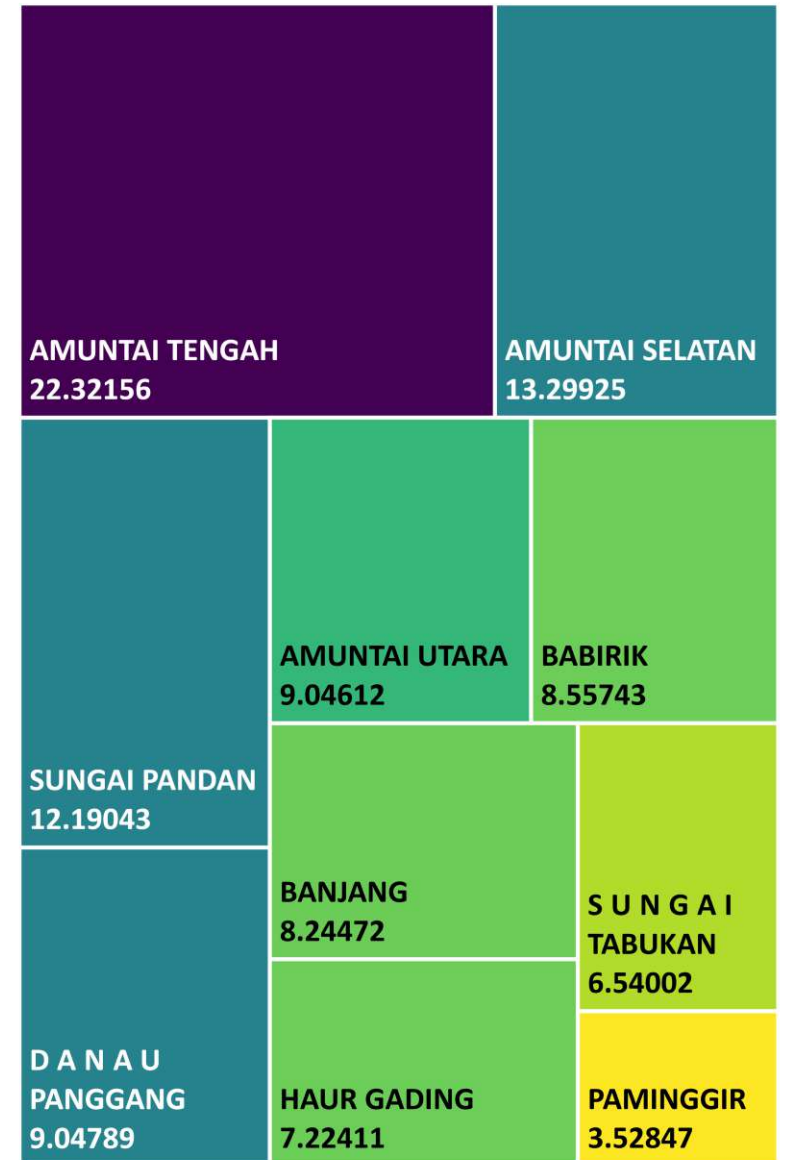 AMUNTAI TENGAH
22.32156
AMUNTAI SELATAN
13.29925
SUNGAI PANDAN
12.19043
AMUNTAI UTARA
9.04612
BABIRIK
8.55743
BANJANG
8.24472
S U N G A I
TABUKAN
6.54002
D A N A U
PANGGANG
9.04789
HAUR GADING
7.22411
PAMINGGIR
3.52847